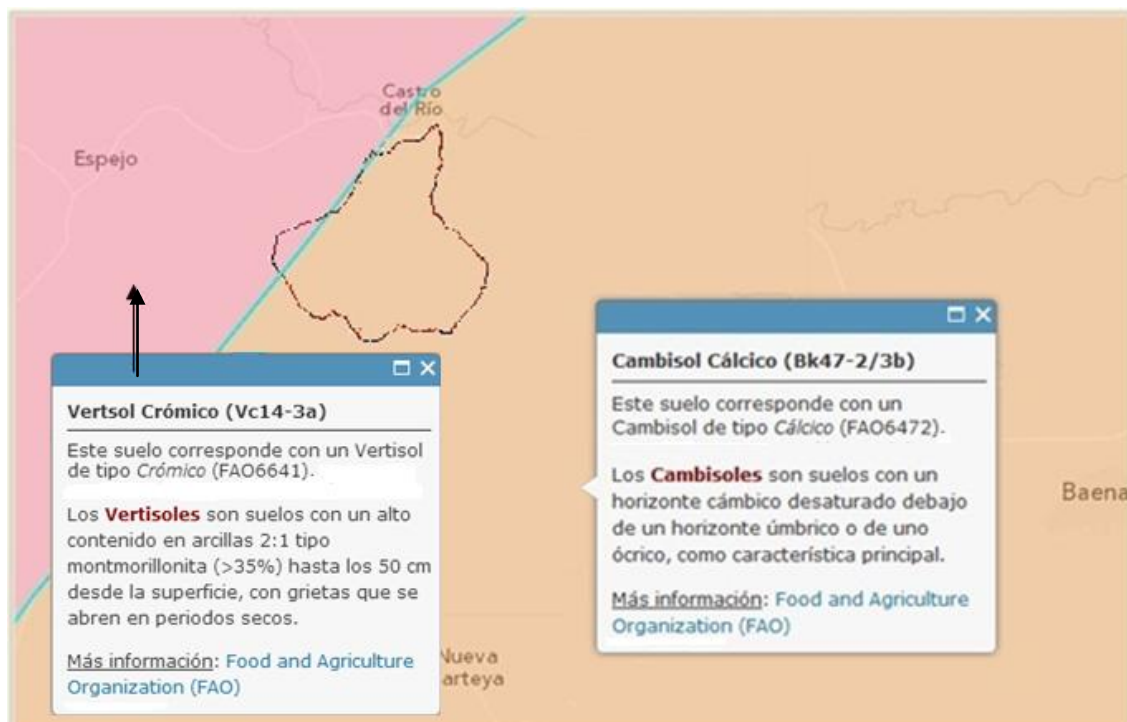 Castro
del Río
Espejo
Vertsol Crómico (Vc14-3a)
Este suelo corresponde con un Vertisol
de tipo Crómico (FAO6641).
Los Vertisoles son suelos con un alto
contenido en arcillas 2:1 tipo
montmorillonita (>35%) hasta los 50 cm
desde la superficie, con grietas que se
abren en periodos secos.
Más información: Food and Agriculture
Organization (FAO)
Cambisol Cálcico (Bk47-2/3b)
Este suelo corresponde con un
Cambisol de tipo Cálcico (FAO6472).
Los Cambisoles son suelos con un
horizonte cámbico desaturado debajo
de un horizonte úmbrico o de uno
ócrico, como característica principal.
Más información: Food and Agriculture
Organization (FAO)
Baena
Nueva
arteya